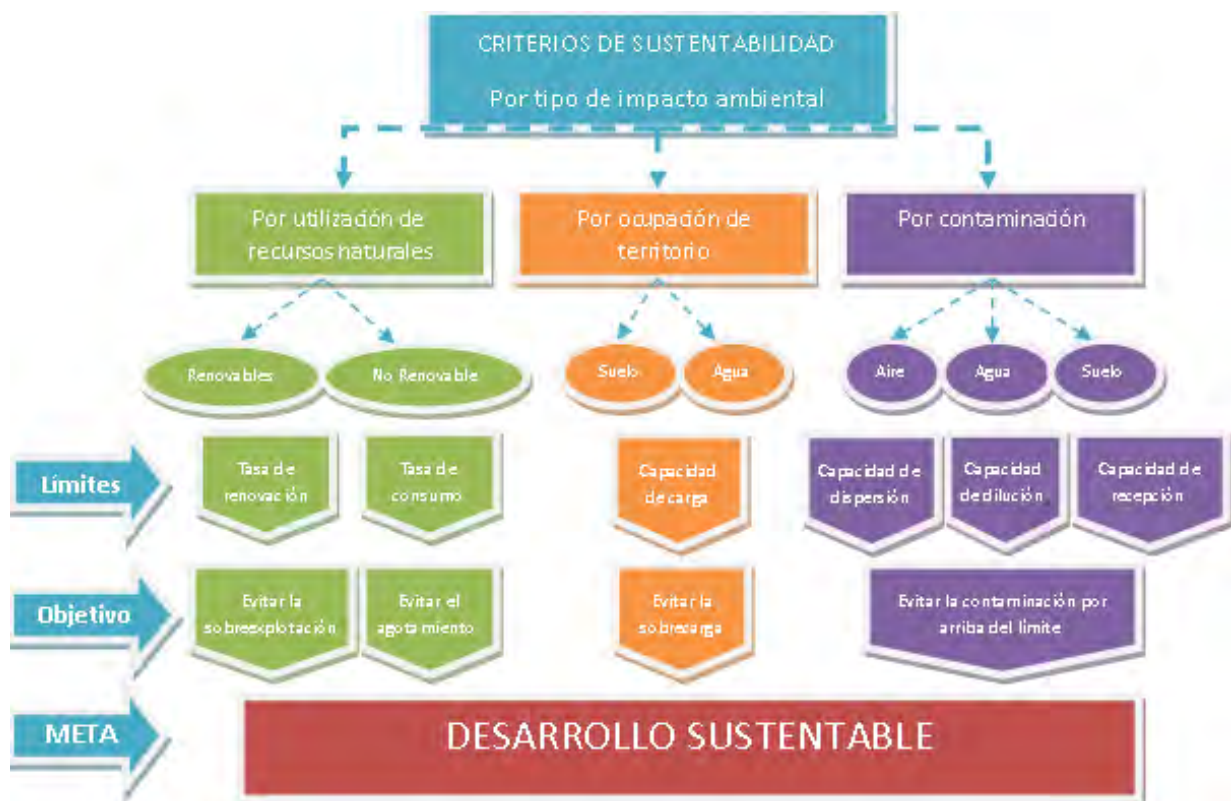 CRITERIOS DE SUSTENTABILIDAD
Por tipo de impacto ambiental
Por utilización de
recursos naturales
Por ocupación de
territorio
Por contaminación
Renovables
No Renovable
Suelo
Agua
Aire
Agua
Suelo
Límites
Tasa de
renovación
Tasa de
consumo
Capacidad
de carga
Capacidad de
dispersión
Capacidad
de dilución
Capacidad de
recepción
Objetivo
Evitar la
sobreexplotación
Evitar el
agotamiento
Evitar la
sobrecarga
Evitar la contaminación por
arriba del límite
META
DESARROLLO SUSTENTABLE